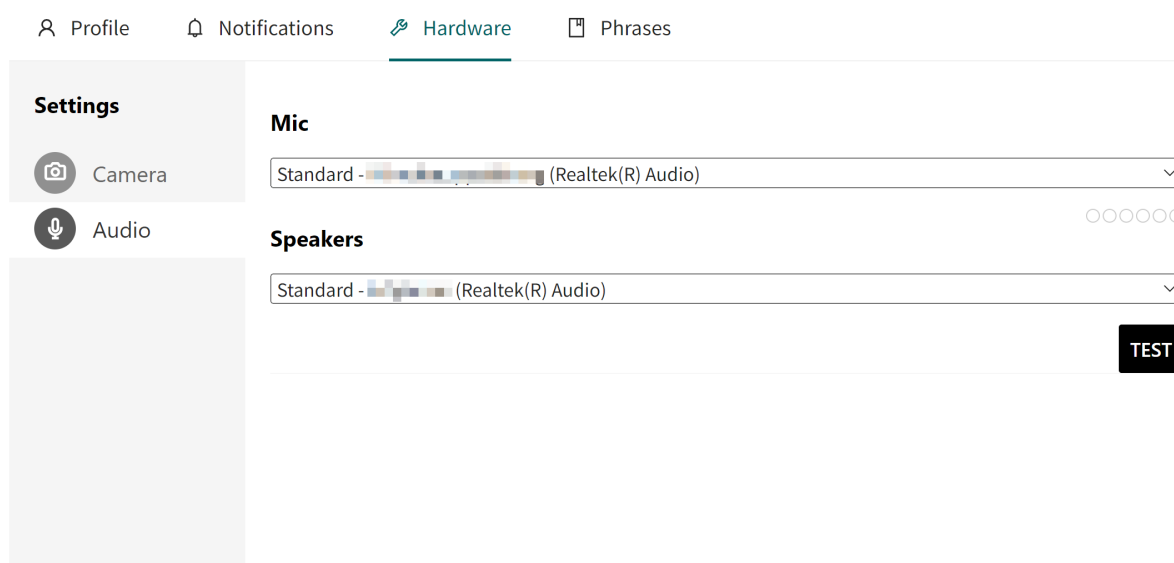 Profile Notifications Hardware Phrases
Settings
Camera
Audio
Mic
Standard - (Realtek(R) Audio)
Speakers
Standard - (Realtek(R) Audio)
TEST